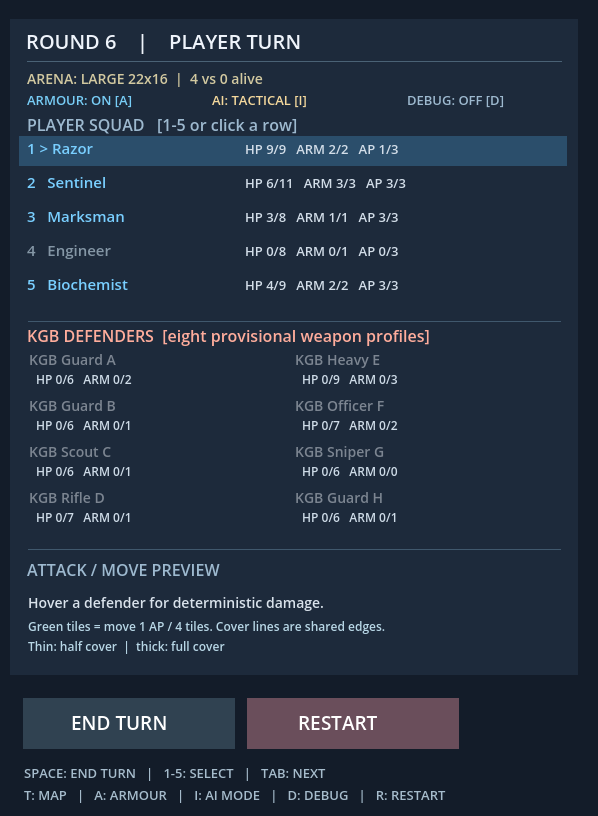 ROUND 6 | PLAYER TURN
ARENA: LARGE 22x16 | 4 vs 0 alive
ARMOUR: ON [A] AI: TACTICAL [I] DEBUG: OFF [D]
PLAYER SQUAD [1-5 or click a row]
1 > Razor HP 9/9 ARM 2/2 AP 1/3
2 Sentinel HP 6/11 ARM 3/3 AP 3/3
3 Marksman HP 3/8 ARM 1/1 AP 3/3
4 Engineer HP 0/8 ARM 0/1 AP 0/3
5 Biochemist HP 4/9 ARM 2/2 AP 3/3
KGB DEFENDERS [eight provisional weapon profiles]
KGB Guard A KGB Heavy E
HP 0/6 ARM 0/2 HP 0/9 ARM 0/3
KGB Guard B KGB Officer F
HP 0/6 ARM 0/1 HP 0/7 ARM 0/2
KGB Scout C KGB Sniper G
HP 0/6 ARM 0/1 HP 0/6 ARM 0/0
KGB Rifle D KGB Guard H
HP 0/7 ARM 0/1 HP 0/6 ARM 0/1
ATTACK / MOVE PREVIEW
Hover a defender for deterministic damage.
Green tiles = move 1 AP / 4 tiles. Cover lines are shared edges.
Thin: half cover | thick: full cover
END TURN RESTART
SPACE: END TURN | 1-5: SELECT | TAB: NEXT
T: MAP | A: ARMOUR | I: AI MODE | D: DEBUG | R: RESTART